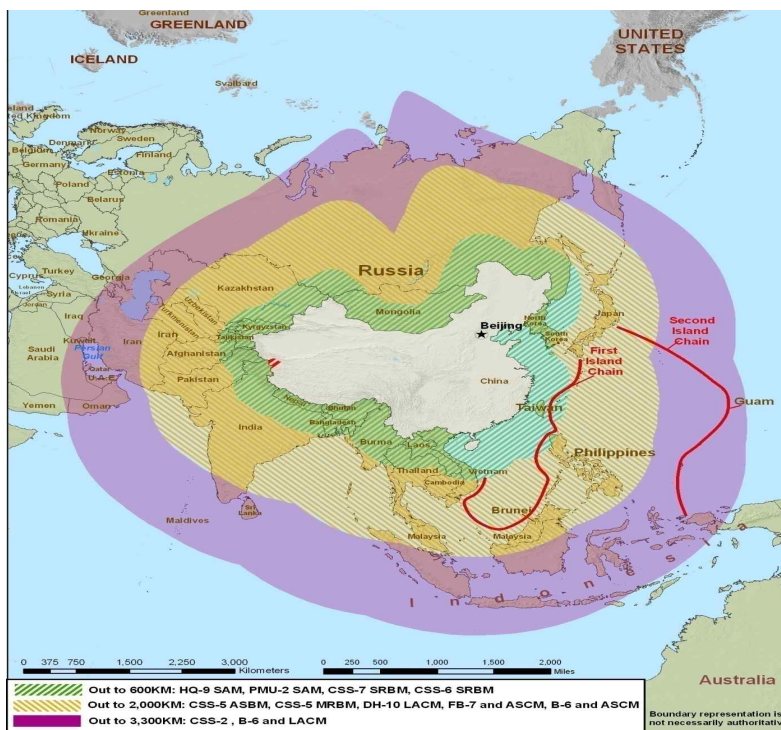 Greenland
GREENLAND
ICELAND
Svalbard
UNITED
STATES
Norway
Sweden
Finland
Denmark
Estonia
Belgium
Germany
Poland
Belarus
Ukraine
Romania
Russia
Georgia
Turkey
Cyprus
Lebanon
Israel
Syria
Jordan
Iraq
Kuwait
Saudi
Arabia
Persian
Gulf
Qatar
U.A.E
Yemen
Oman
Iran
Iran
Kazakhstan
Uzbekistan
Turkmenistan
Kyrgyzstan
Tajikistan
Afghanistan
Pakistan
Mongolia
Beijing
China
North
Korea
South
Korea
Japan
First
Island
Chain
Second
Island
Chain
Guam
Taiwan
Philippines
Nepal
Bhutan
Bangladesh
India
Burma
Laos
Thailand
Vietnam
Cambodia
Brunei
Malaysia
Malaysia
Sri
Lanka
Maldives
Indonesia
Australia
0 375 750 1,500 2,250 3,000
Kilometers
0 250 500 1,000 1,500 2,000
Miles
Out to 600KM: HQ-9 SAM, PMU-2 SAM, CSS-7 SRBM, CSS-6 SRBM
Out to 2,000KM: CSS-5 ASBM, CSS-5 MRBM, DH-10 LACM, FB-7 and ASCM, B-6 and ASCM
Out to 3,300KM: CSS-2 , B-6 and LACM
Boundary representation is
not necessarily authoritative